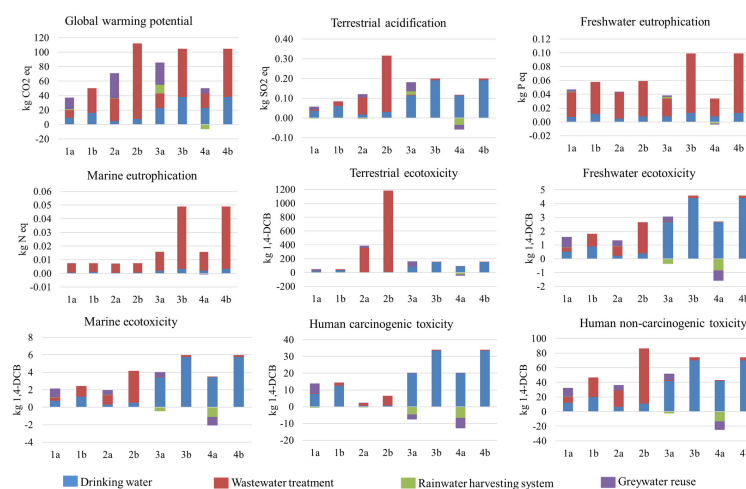 Global warming potential
Terrestrial acidification
Freshwater eutrophication
kg CO2 eq
120
100
80
60
40
20
0
-20
-40
1a 1b 2a 2b 3a 3b 4a 4b
kg SO2 eq
0.40
0.30
0.20
0.10
0.00
-0.10
1a 1b 2a 2b 3a 3b 4a 4b
kg P eq
0.12
0.10
0.08
0.06
0.04
0.02
0.00
-0.02
1a 1b 2a 2b 3a 3b 4a 4b
Marine eutrophication
Terrestrial ecotoxicity
Freshwater ecotoxicity
kg N eq
0.06
0.05
0.04
0.03
0.02
0.01
0.00
-0.01
1a 1b 2a 2b 3a 3b 4a 4b
kg 1,4-DCB
1200
1000
800
600
400
200
0
-200
1a 1b 2a 2b 3a 3b 4a 4b
kg 1,4-DCB
5
4
3
2
1
0
-1
2
1a 1b 2a 2b 3a 3b 4a 4b
Marine ecotoxicity
Human carcinogenic toxicity
Human non-carcinogenic toxicity
kg 1,4-DCB
8
6
4
2
0
-2
-4
1a 1b 2a 2b 3a 3b 4a 4b
kg 1,4-DCB
40
30
20
10
0
-10
-20
1a 1b 2a 2b 3a 3b 4a 4b
kg 1,4-DCB
100
80
60
40
20
0
-20
-40
1a 1b 2a 2b 3a 3b 4a 4b
Drinking water
Wastewater treatment
Rainwater harvesting system
Greywater reuse